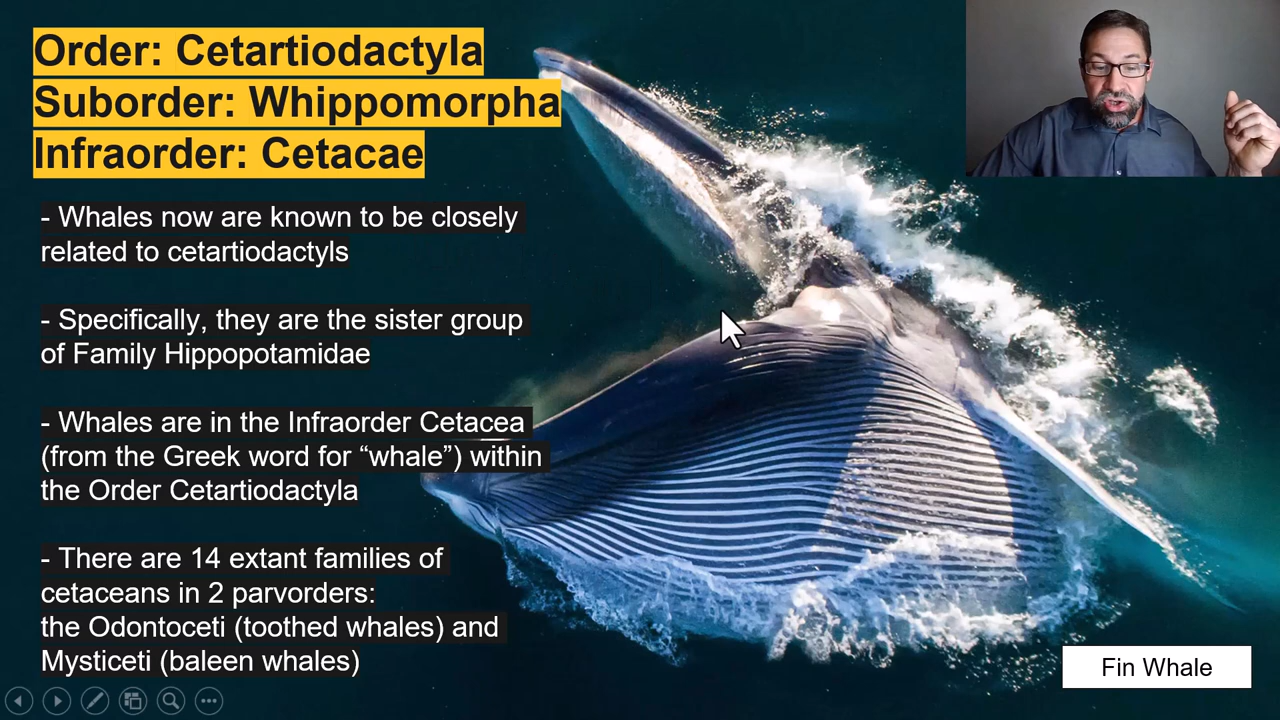 Order: Cetartiodactyla
Suborder: Whippomorpha
Infraorder: Cetacae
- Whales now are known to be closely
related to cetartiodactyls
- Specifically, they are the sister group
of Family Hippopotamidae
- Whales are in the Infraorder Cetacea
(from the Greek word for “whale”) within
the Order Cetartiodactyla
- There are 14 extant families of
cetaceans in 2 parvorders:
the Odontoceti (toothed whales) and
Mysticeti (baleen whales)
Fin Whale